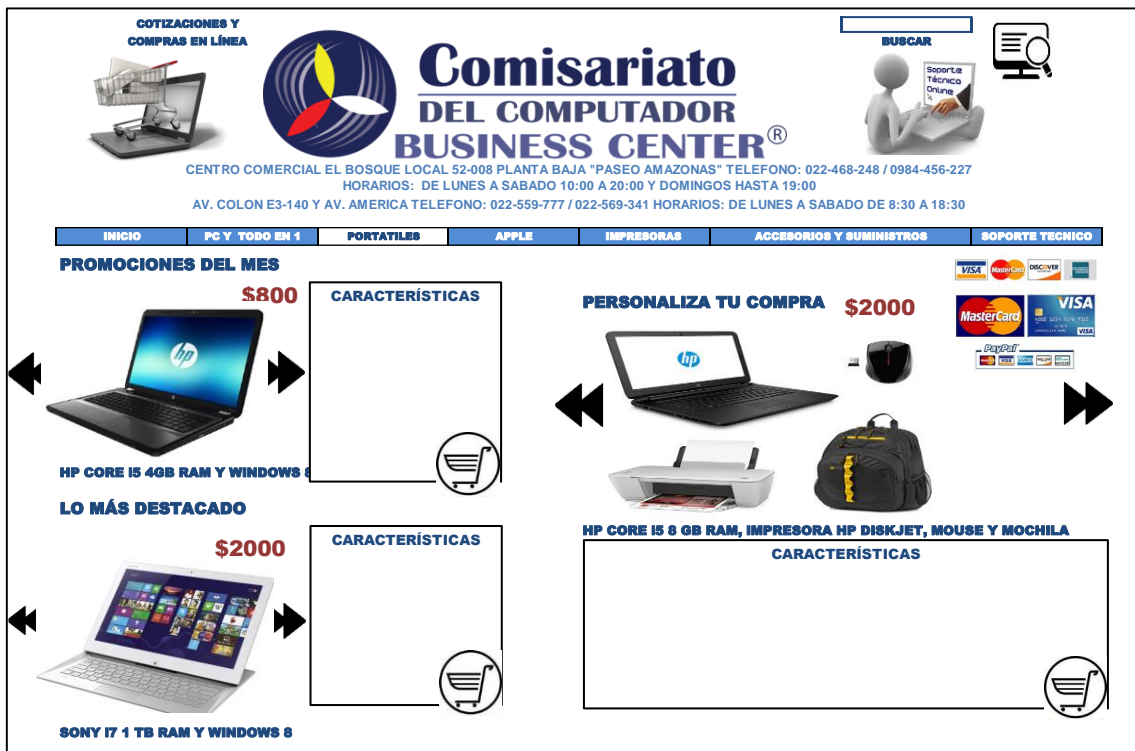 COTIZACIONES Y
COMPRAS EN LÍNEA
BUSCAR
Soporte
Técnico
Online
Comisariato
DEL COMPUTADOR
BUSINESS CENTER®
CENTRO COMERCIAL EL BOSQUE LOCAL 52-008 PLANTA BAJA "PASEO AMAZONAS" TELEFONO: 022-468-248 / 0984-456-227
HORARIOS: DE LUNES A SABADO 10:00 A 20:00 Y DOMINGOS HASTA 19:00
AV. COLON E3-140 Y AV. AMERICA TELEFONO: 022-559-777 / 022-569-341 HORARIOS: DE LUNES A SABADO DE 8:30 A 18:30
INICIO PC Y TODO EN 1 PORTATILES APPLE IMPRESORAS ACCESORIOS Y SUMINISTROS SOPORTE TECNICO
PROMOCIONES DEL MES
$800
CARACTERÍSTICAS
hp
HP CORE I5 4GB RAM Y WINDOWS 8
LO MÁS DESTACADO
$2000
CARACTERÍSTICAS
SONY I7 1 TB RAM Y WINDOWS 8
PERSONALIZA TU COMPRA $2000
hp
VISA MasterCard DISCOVER
MasterCard VISA
VISA
PayPal
HP CORE I5 8 GB RAM, IMPRESORA HP DISKJET, MOUSE Y MOCHILA
CARACTERÍSTICAS